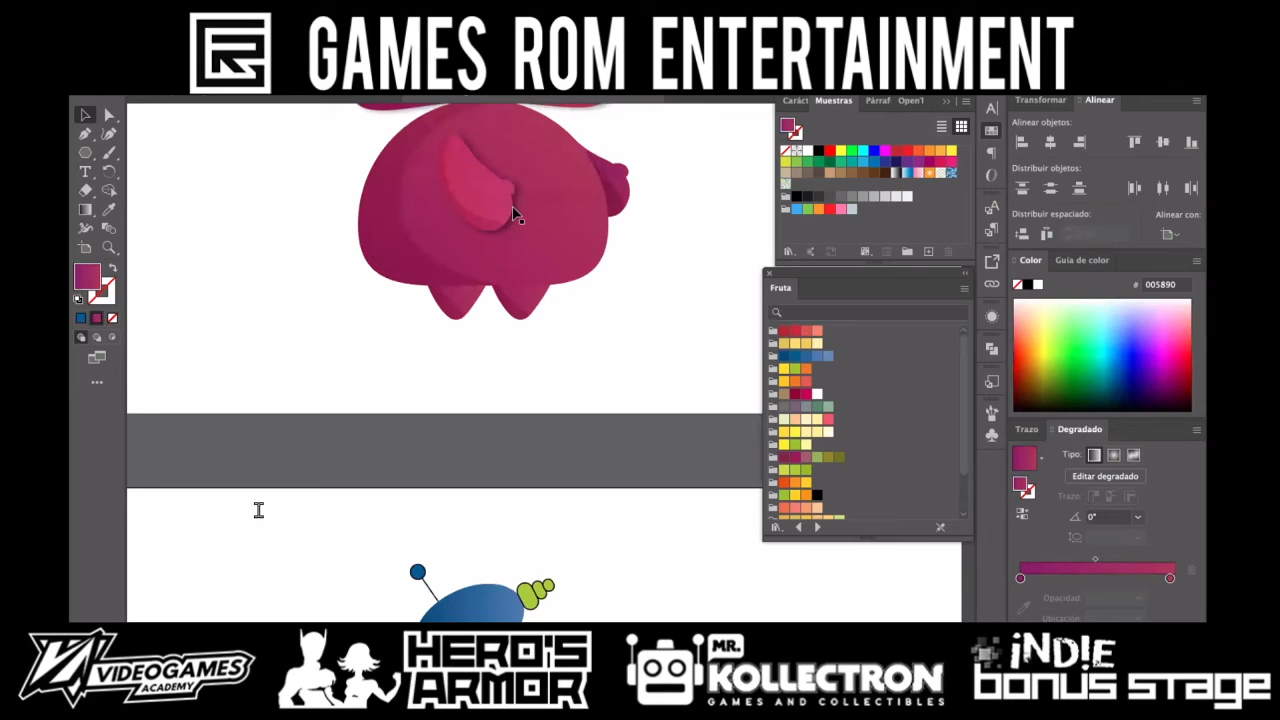 GAMES ROM ENTERTAINMENT
Caráct Muestras Párraf OpenT
Transformar Alinear
Alinear objetos:
Distribuir objetos:
Distribuir espaciado: Alinear con:
Color Guía de color
# 005890
Fruta
Trazo Degradado
Tipo:
Editar degradado
Trazo:
0°
Opacidad:
Ubicación:
VIDEOGAMES
ACADEMY
HERO'S
ARMOR
MR.
KOLLECTRON
GAMES AND COLLECTIBLES
iNDiE
bonus stage